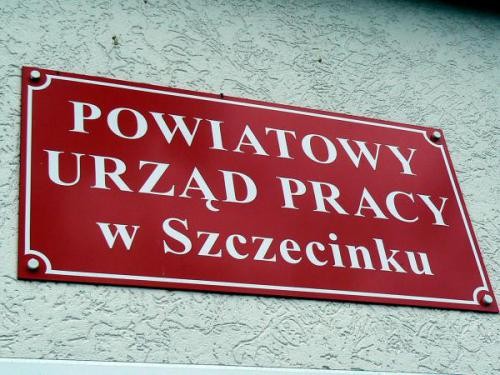 POWIATOWY
URZĄD PRACY
w Szczecinku